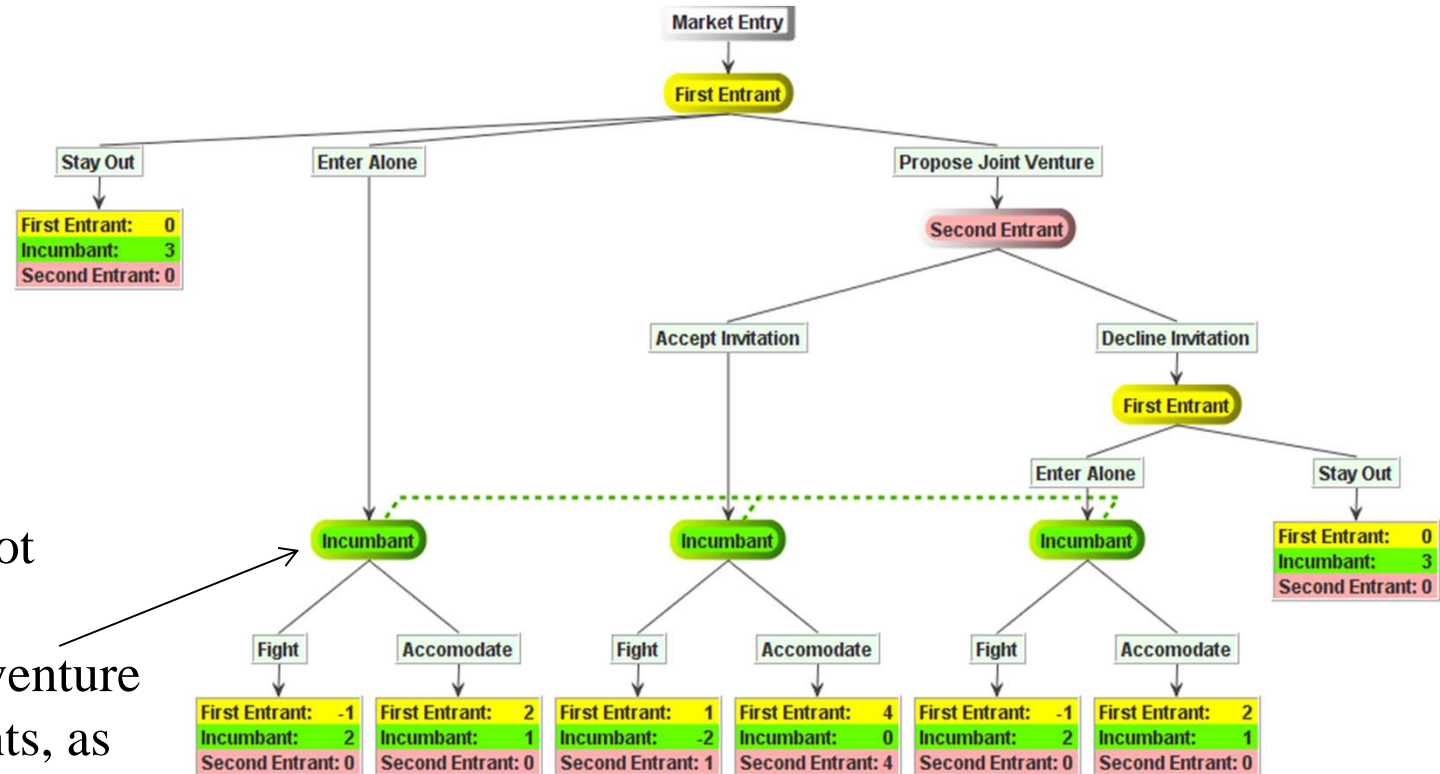 Market Entry
First Entrant
Stay Out
Enter Alone
Propose Joint Venture
First Entrant: 0
Incumbant: 3
Second Entrant: 0
Second Entrant
Accept Invitation
Decline Invitation
First Entrant
Enter Alone
Stay Out
Incumbant
Incumbant
Incumbant
First Entrant: 0
Incumbant: 3
Second Entrant: 0
ot
venture
nts, as
Fight
Accomodate
Fight
Accomodate
Fight
Accomodate
First Entrant: -1
Incumbant: 2
Second Entrant: 0
First Entrant: 2
Incumbant: 1
Second Entrant: 0
First Entrant: 1
Incumbant: -2
Second Entrant: 1
First Entrant: 4
Incumbant: 0
Second Entrant: 4
First Entrant: -1
Incumbant: 2
Second Entrant: 0
First Entrant: 2
Incumbant: 1
Second Entrant: 0